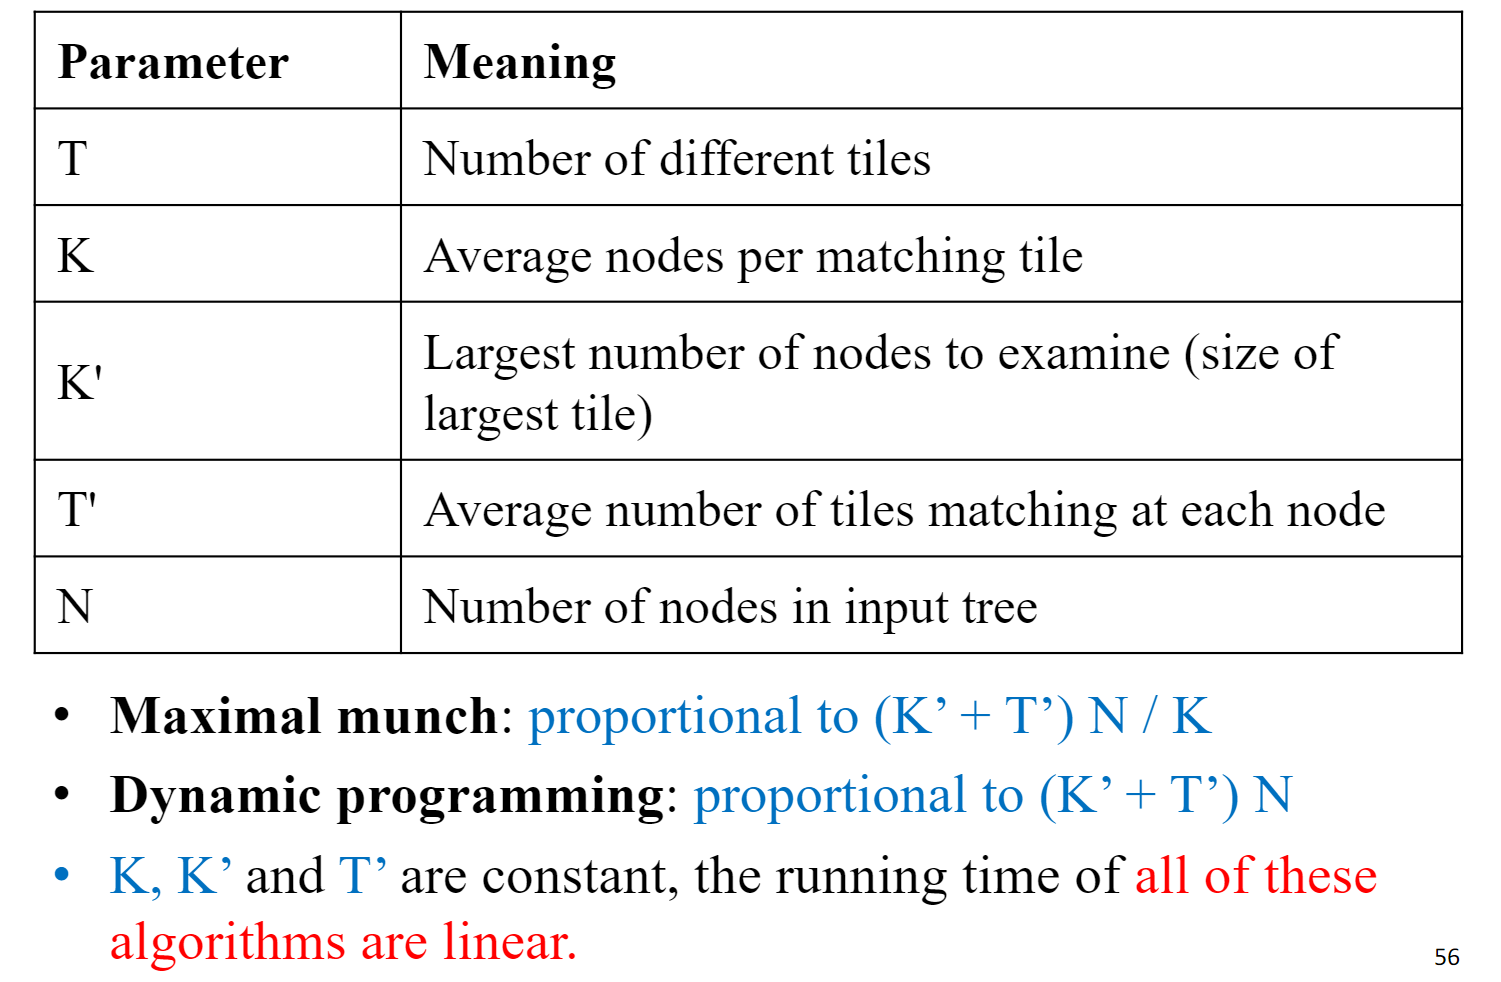 Parameter Meaning
T Number of different tiles
K Average nodes per matching tile
K' Largest number of nodes to examine (size of
largest tile)
T' Average number of tiles matching at each node
N Number of nodes in input tree
• Maximal munch: proportional to (K’ + T’) N / K
• Dynamic programming: proportional to (K’ + T’) N
• K, K’ and T’ are constant, the running time of all of these
algorithms are linear.
56